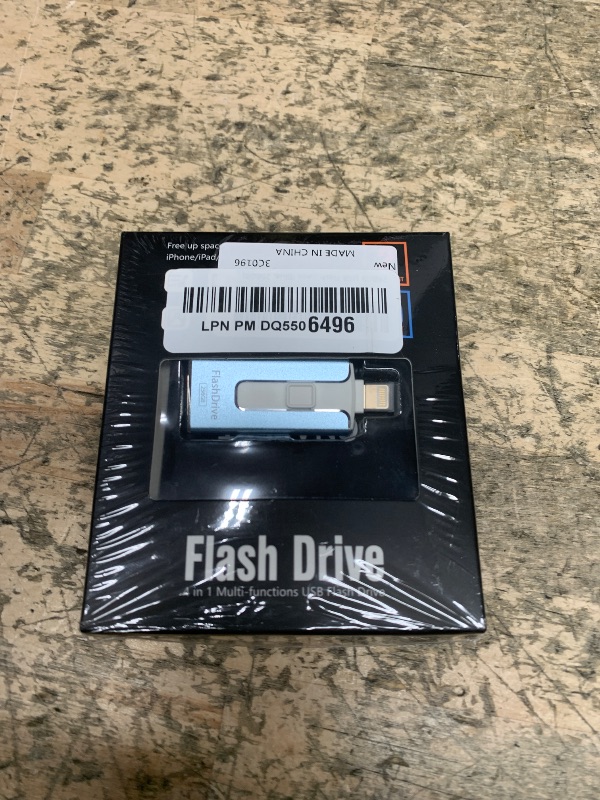 Free up spac
iPhone/iPad/
MADE IN CHINA
3C0196
New
LPN PM DQ5506496
FlashDrive
Flash Drive
4 in 1 Multi-functions USB Flash Drive